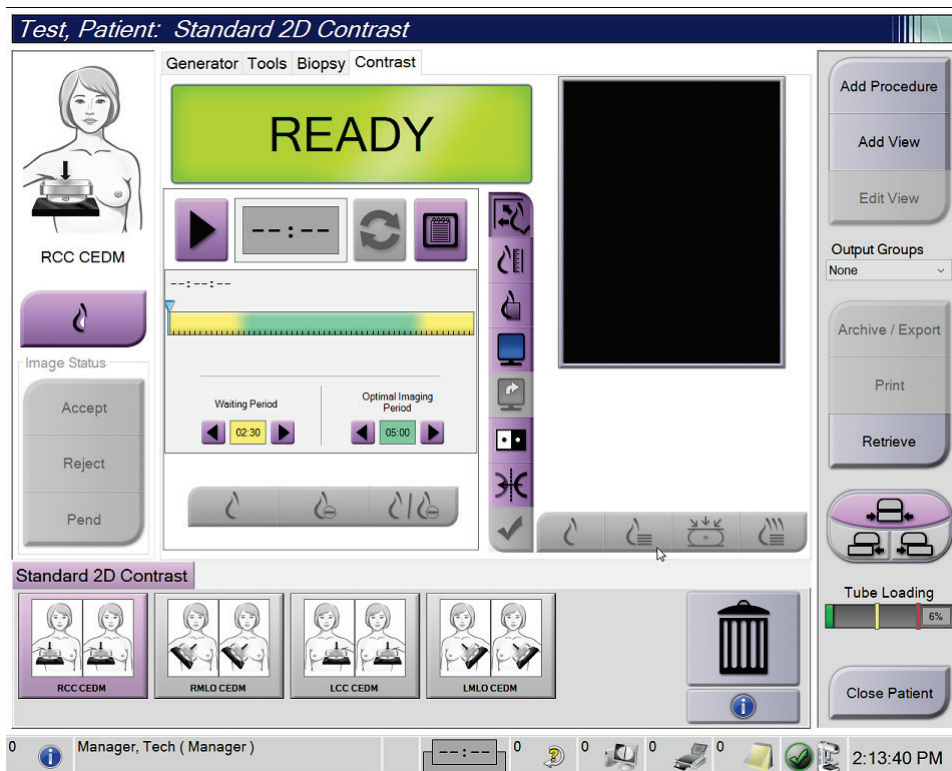 Test, Patient: Standard 2D Contrast
Generator Tools Biopsy Contrast
READY
--:--
--:--:--
Waiting Period
02:30
Optimal Imaging
Period
05:00
RCC CEDM
Image Status
Accept
Reject
Pend
Add Procedure
Add View
Edit View
Output Groups
None
Archive / Export
Print
Retrieve
Tube Loading
6%
Close Patient
Standard 2D Contrast
RCC CEDM
RMLO CEDM
LCC CEDM
LMLO CEDM
0
Manager, Tech ( Manager )
--:--
0
0
0
0
2:13:40 PM